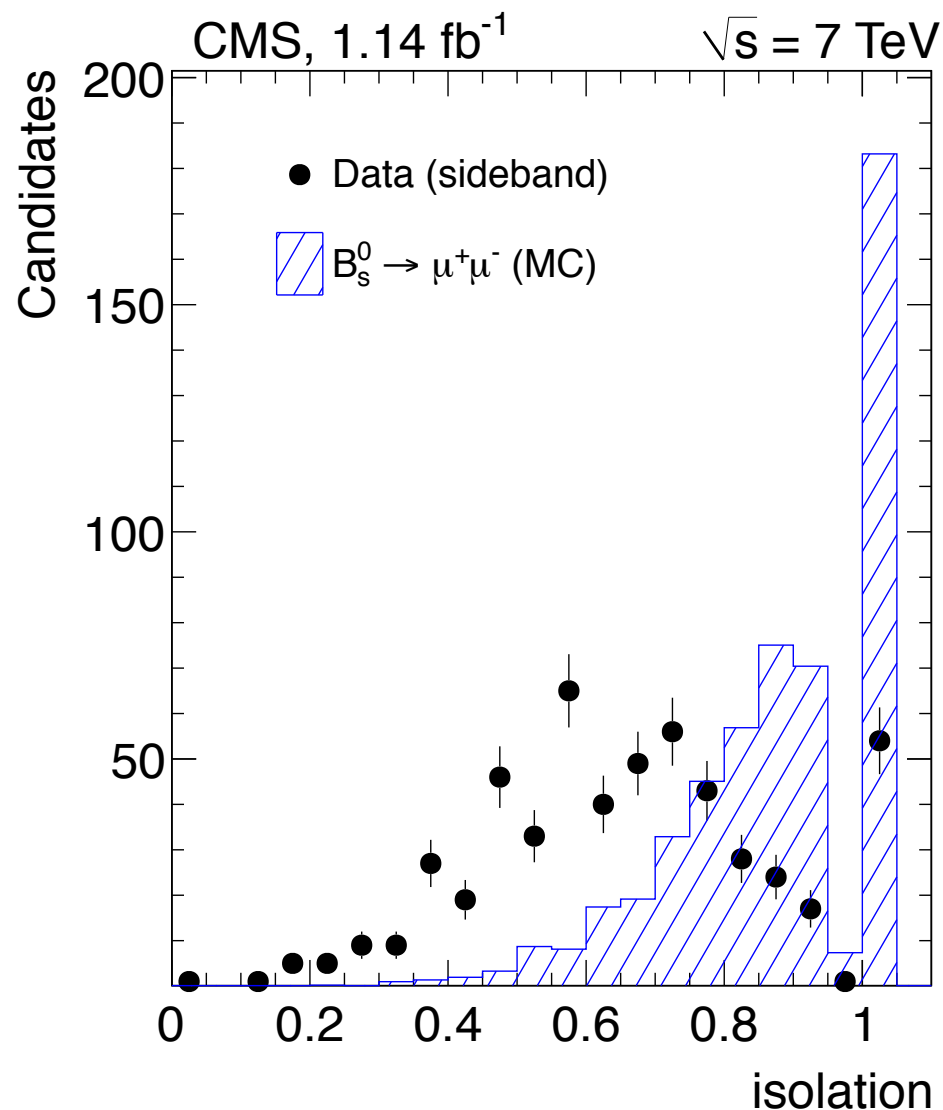 CMS, 1.14 fb⁻¹ √s = 7 TeV
Candidates
200
150
100
50
Data (sideband)
B⁰ₛ → μ⁺μ⁻ (MC)
0 0.2 0.4 0.6 0.8 1
isolation